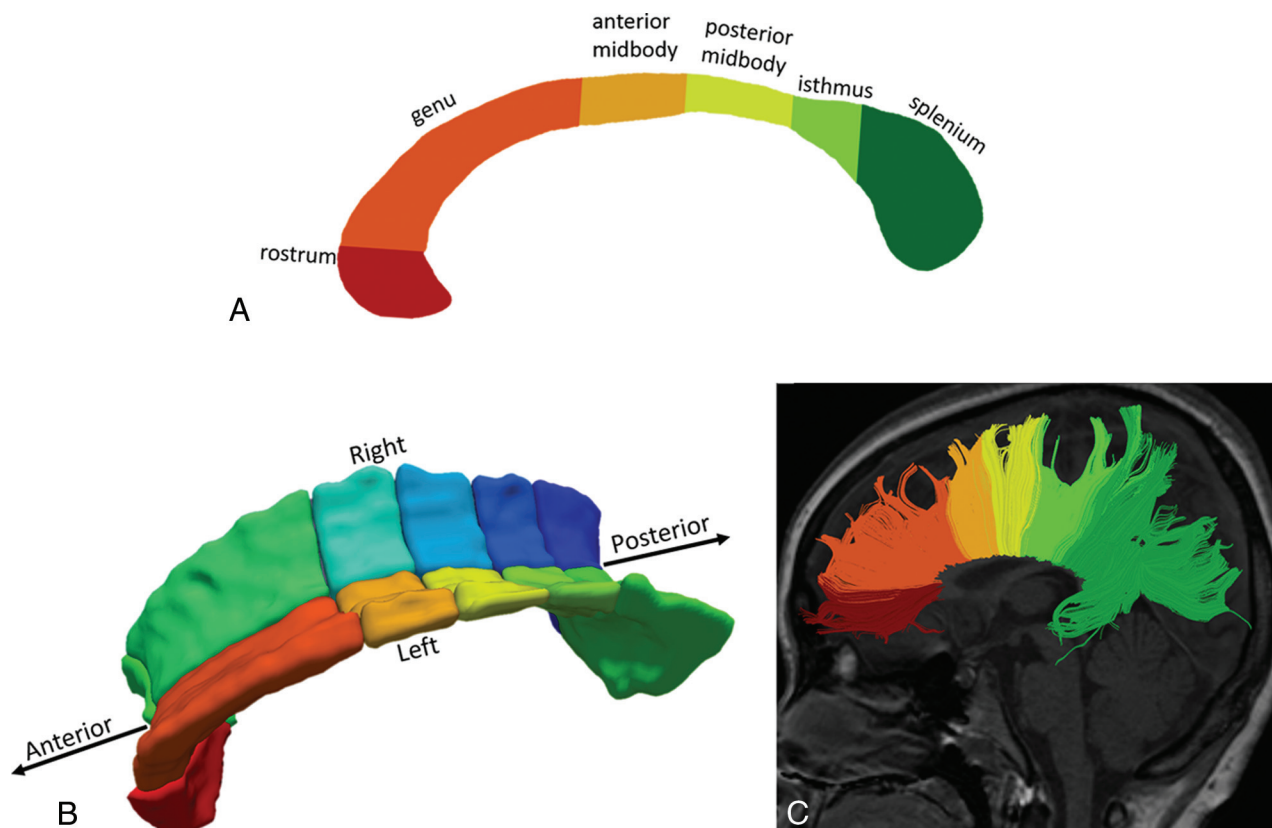 anterior
midbody
posterior
midbody
genu
isthmus
splenium
rostrum
A
Right
Posterior
Left
Anterior
B
C